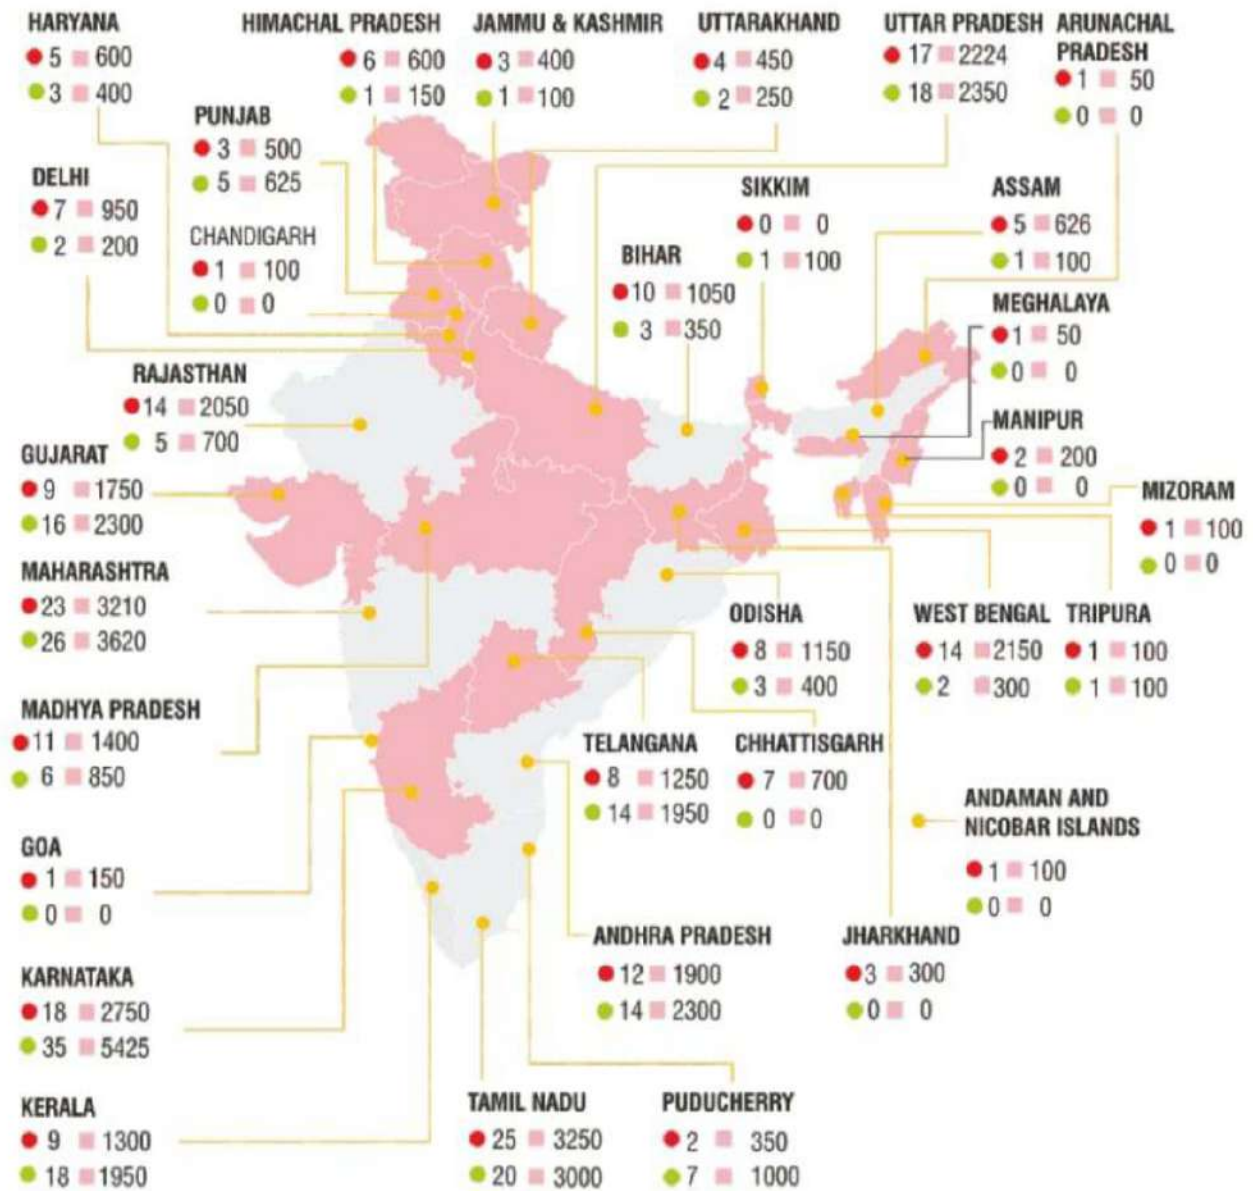 HARYANA
5 600
3 400
HIMACHAL PRADESH
6 600
1 150
JAMMU & KASHMIR
3 400
1 100
UTTARAKHAND
4 450
2 250
UTTAR PRADESH
17 2224
18 2350
ARUNACHAL
PRADESH
1 50
0 0
PUNJAB
3 500
5 625
DELHI
7 950
2 200
CHANDIGARH
1 100
0 0
SIKKIM
0 0
1 100
ASSAM
5 626
1 100
BIHAR
10 1050
3 350
MEGHALAYA
1 50
0 0
RAJASTHAN
14 2050
5 700
MANIPUR
2 200
0 0
GUJARAT
9 1750
16 2300
MIZORAM
1 100
0 0
MAHARASHTRA
23 3210
26 3620
ODISHA
8 1150
3 400
WEST BENGAL
14 2150
2 300
TRIPURA
1 100
1 100
MADHYA PRADESH
11 1400
6 850
TELANGANA
8 1250
14 1950
CHHATTISGARH
7 700
0 0
ANDAMAN AND
NICOBAR ISLANDS
1 100
0 0
GOA
1 150
0 0
ANDHRA PRADESH
12 1900
14 2300
JHARKHAND
3 300
0 0
KARNATAKA
18 2750
35 5425
KERALA
9 1300
18 1950
TAMIL NADU
25 3250
20 3000
PUDUCHERRY
2 350
7 1000